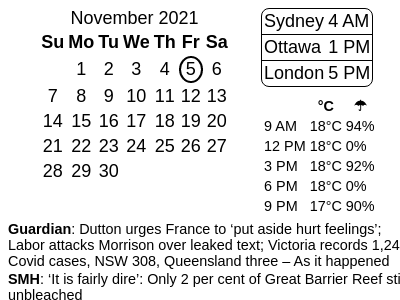 November 2021
Su Mo Tu We Th Fr Sa
1 2 3 4 5 6
7 8 9 10 11 12 13
14 15 16 17 18 19 20
21 22 23 24 25 26 27
28 29 30
Sydney 4 AM
Ottawa 1 PM
London 5 PM
°C ☂
9 AM 18°C 94%
12 PM 18°C 0%
3 PM 18°C 92%
6 PM 18°C 0%
9 PM 17°C 90%
Guardian: Dutton urges France to ‘put aside hurt feelings’;
Labor attacks Morrison over leaked text; Victoria records 1,24
Covid cases, NSW 308, Queensland three – As it happened
SMH: ‘It is fairly dire’: Only 2 per cent of Great Barrier Reef sti
unbleached